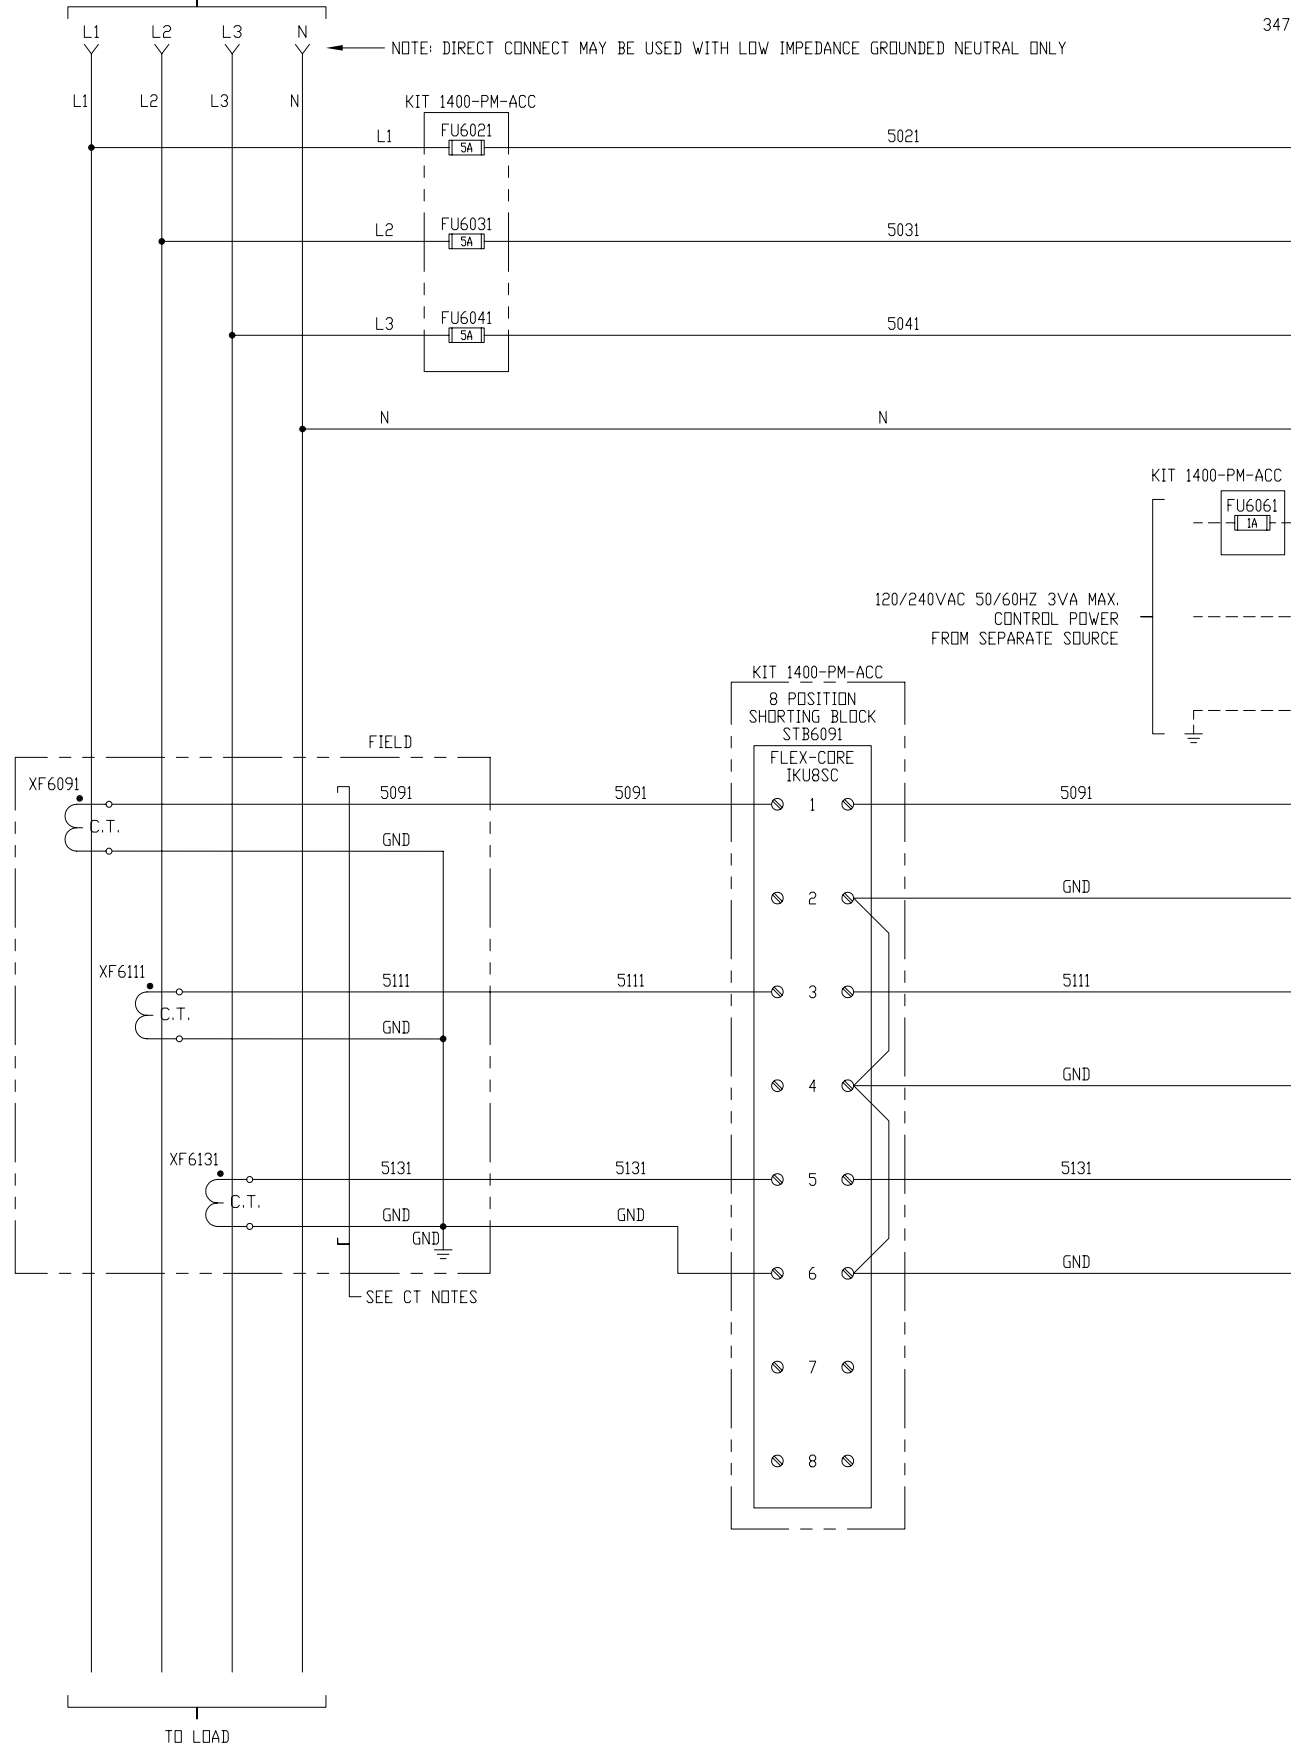 347
L1 L2 L3 N
NOTE: DIRECT CONNECT MAY BE USED WITH LOW IMPEDANCE GROUNDED NEUTRAL ONLY
L1 L2 L3 N
KIT 1400-PM-ACC
L1 FU6021 5021
5A
L2 FU6031 5031
5A
L3 FU6041 5041
5A
N N
KIT 1400-PM-ACC
FU6061
1A
120/240VAC 50/60HZ 3VA MAX.
CONTROL POWER
FROM SEPARATE SOURCE
KIT 1400-PM-ACC
8 POSITION
SHORTING BLOCK
STB6091
FLEX-CORE
IKU8SC
FIELD
XF6091
5091 5091 1 5091
C.T.
GND
2 GND
XF6111
5111 5111 3 5111
C.T.
GND
4 GND
XF6131
5131 5131 5 5131
C.T.
GND GND
GND
6 GND
SEE CT NOTES
7
8
TO LOAD